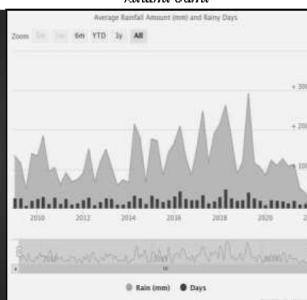 Average Rainfall Amount (mm) and Rainy Days
Zoom 6m YTD 1y All
+ 300
+ 200
+ 100
2010 2012 2014 2016 2018 2020
Rain (mm) Days